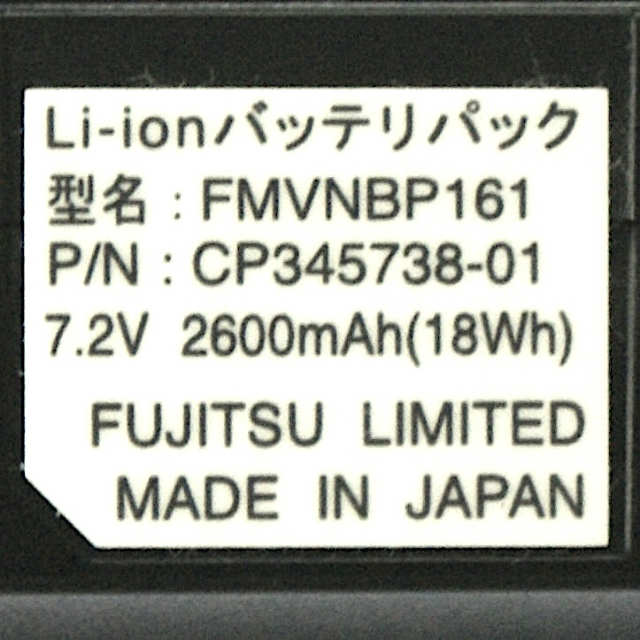 Li-ionバッテリパック
型名 : FMVNBP161
P/N : CP345738-01
7.2V 2600mAh(18Wh)
FUJITSU LIMITED
MADE IN JAPAN